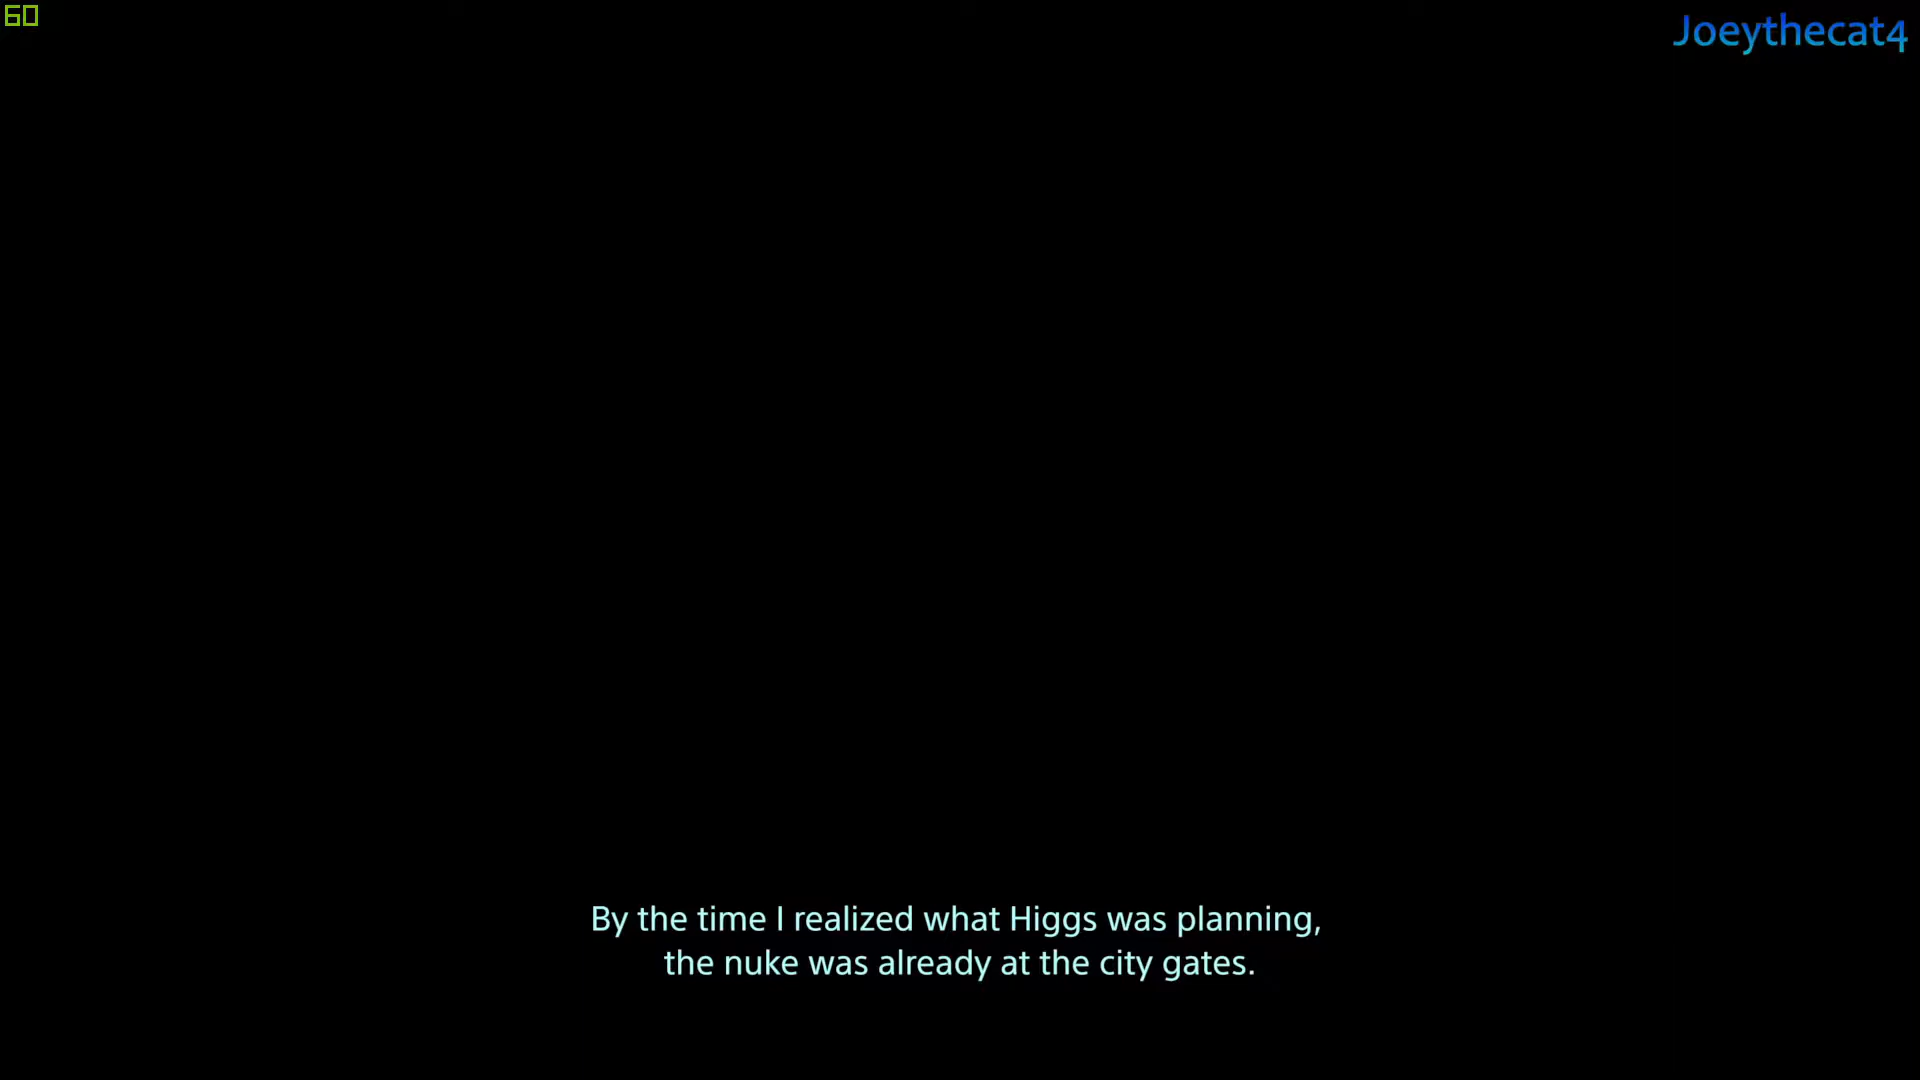 60
Joeythecat4
By the time I realized what Higgs was planning,
the nuke was already at the city gates.